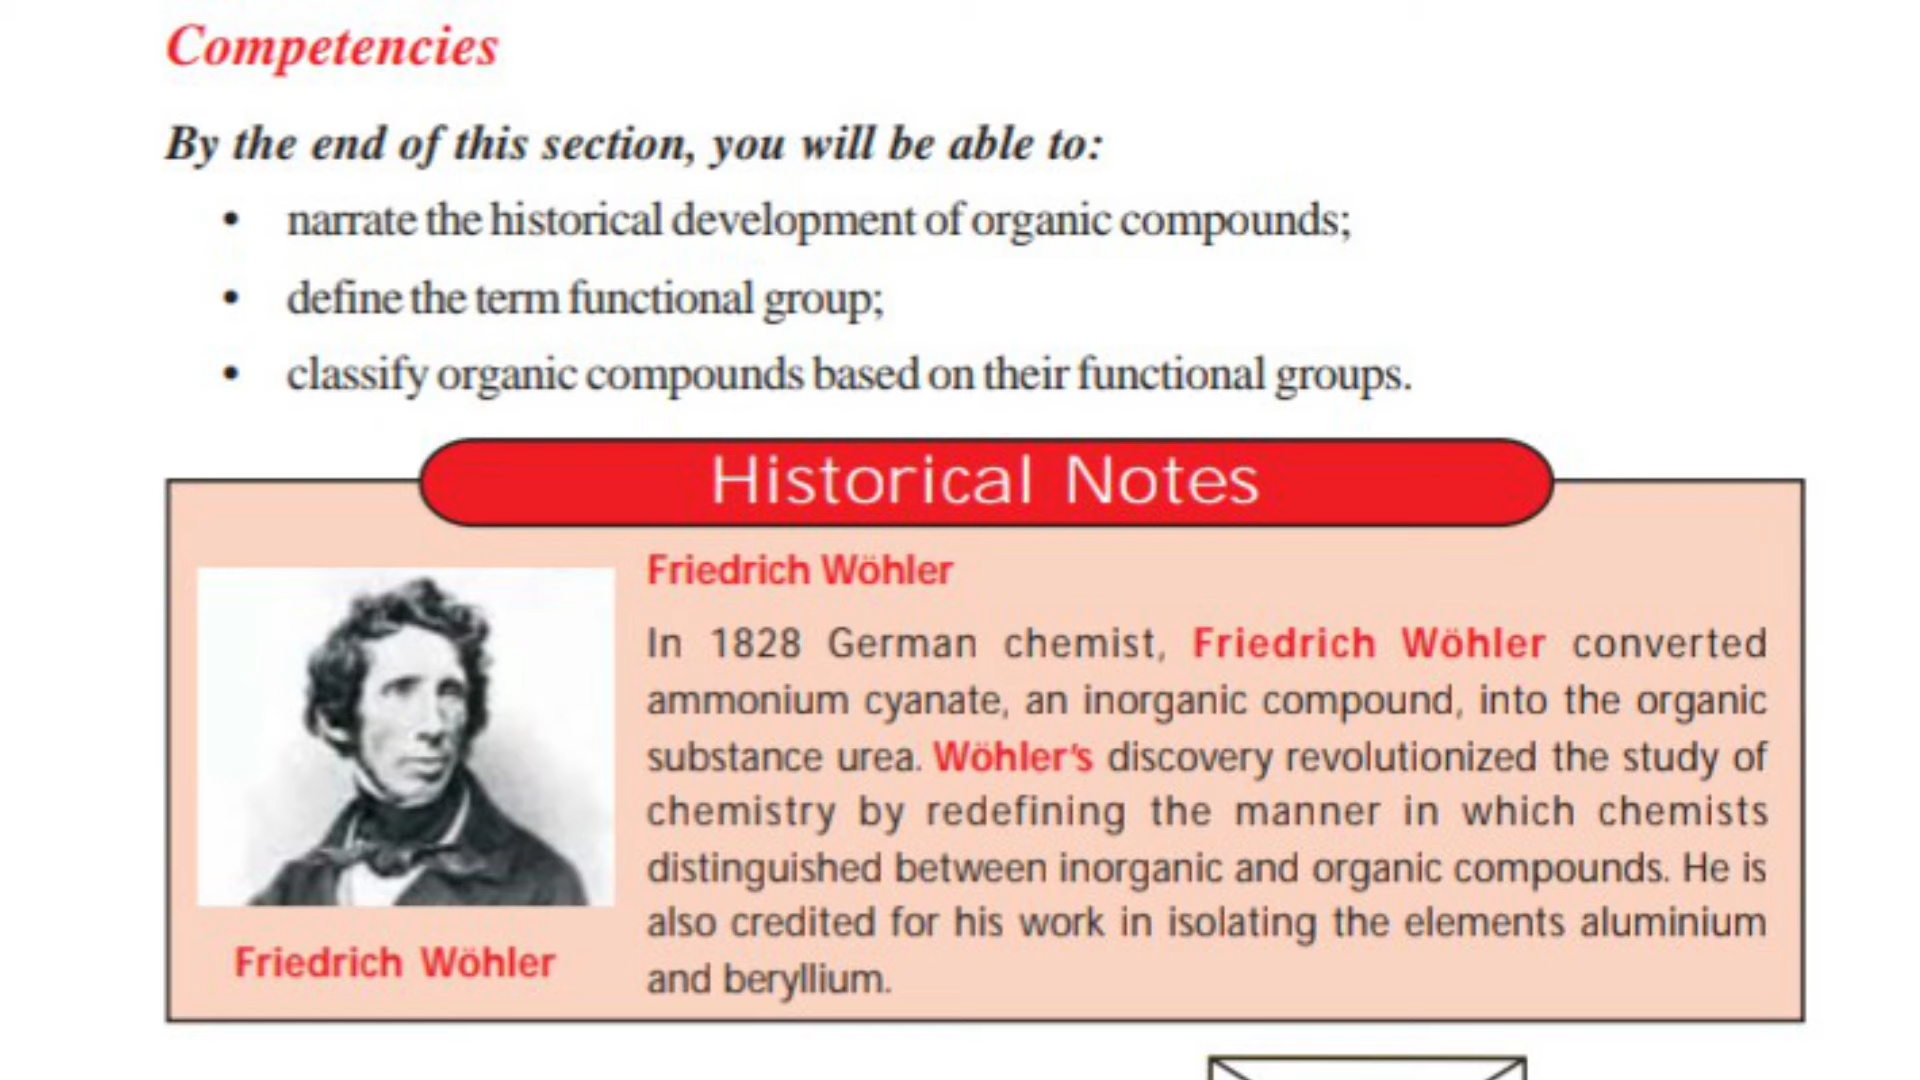 Competencies
By the end of this section, you will be able to:
• narrate the historical development of organic compounds;
• define the term functional group;
• classify organic compounds based on their functional groups.
Historical Notes
Friedrich Wöhler
In 1828 German chemist, Friedrich Wöhler converted
ammonium cyanate, an inorganic compound, into the organic
substance urea. Wöhler's discovery revolutionized the study of
chemistry by redefining the manner in which chemists
distinguished between inorganic and organic compounds. He is
also credited for his work in isolating the elements aluminium
and beryllium.
Friedrich Wöhler